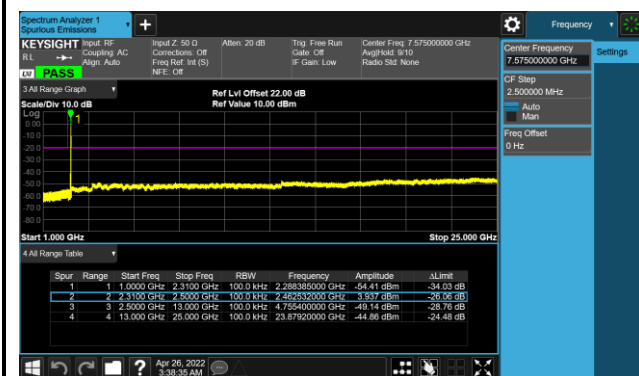 Spectrum Analyzer 1
Spurious Emissions
Frequency
KEYSIGHT
Input: RF
Input Z: 50 Ω
Atten: 20 dB
Trig: Free Run
Center Freq: 7.575000000 GHz
R L
Coupling: AC
Corrections: Off
Gate: Off
Avg|Hold: 9/10
Align: Auto
Freq Ref: Int (S)
IF Gain: Low
Radio Std: None
NFE: Off
PASS
3 All Range Graph
Ref Lvl Offset 22.00 dB
Scale/Div 10.0 dB
Ref Value 10.00 dBm
Log
0.00
-10.0
-20.0
-30.0
-40.0
-50.0
-60.0
-70.0
-80.0
1
Start 1.000 GHz
Stop 25.000 GHz
4 All Range Table
Spur Range Start Freq Stop Freq RBW Frequency Amplitude ΔLimit
1 1 1.0000 GHz 2.3100 GHz 100.0 kHz 2.288385000 GHz -54.41 dBm -34.03 dB
2 2 2.3100 GHz 2.5000 GHz 100.0 kHz 2.462532000 GHz 3.937 dBm -26.06 dB
3 3 2.5000 GHz 13.000 GHz 100.0 kHz 4.755400000 GHz -49.14 dBm -28.76 dB
4 4 13.000 GHz 25.000 GHz 100.0 kHz 23.87920000 GHz -44.86 dBm -24.48 dB
Apr 26, 2022
3:38:35 AM
Center Frequency
7.575000000 GHz
Settings
CF Step
2.500000 MHz
Auto
Man
Freq Offset
0 Hz